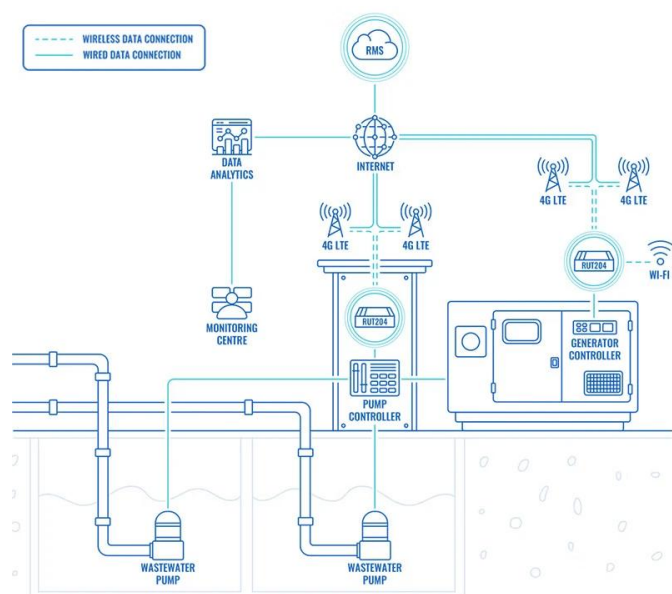 WIRELESS DATA CONNECTION
WIRED DATA CONNECTION
RMS
INTERNET
DATA
ANALYTICS
4G LTE
4G LTE
4G LTE
4G LTE
RUT204
WI-FI
MONITORING
CENTRE
RUT204
GENERATOR
CONTROLLER
PUMP
CONTROLLER
WASTEWATER
PUMP
WASTEWATER
PUMP